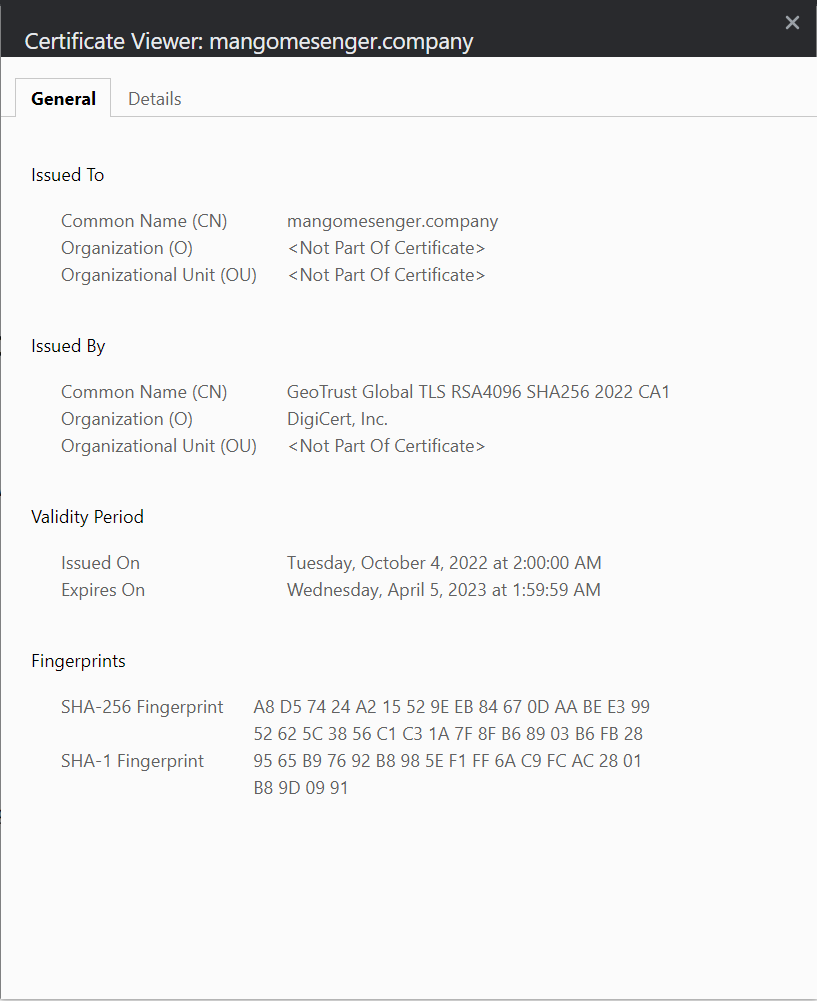 Certificate Viewer: mangomesenger.company
General Details
Issued To
Common Name (CN) mangomesenger.company
Organization (O) <Not Part Of Certificate>
Organizational Unit (OU) <Not Part Of Certificate>
Issued By
Common Name (CN) GeoTrust Global TLS RSA4096 SHA256 2022 CA1
Organization (O) DigiCert, Inc.
Organizational Unit (OU) <Not Part Of Certificate>
Validity Period
Issued On Tuesday, October 4, 2022 at 2:00:00 AM
Expires On Wednesday, April 5, 2023 at 1:59:59 AM
Fingerprints
SHA-256 Fingerprint A8 D5 74 24 A2 15 52 9E EB 84 67 0D AA BE E3 99
52 62 5C 38 56 C1 C3 1A 7F 8F B6 89 03 B6 FB 28
SHA-1 Fingerprint 95 65 B9 76 92 B8 98 5E F1 FF 6A C9 FC AC 28 01
B8 9D 09 91